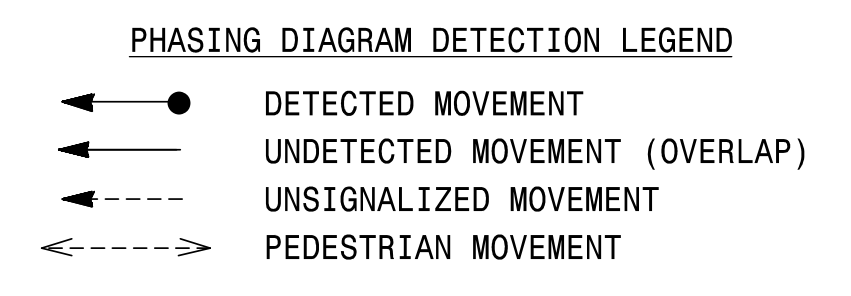 PHASING DIAGRAM DETECTION LEGEND
DETECTED MOVEMENT
UNDETECTED MOVEMENT (OVERLAP)
UNSIGNALIZED MOVEMENT
PEDESTRIAN MOVEMENT